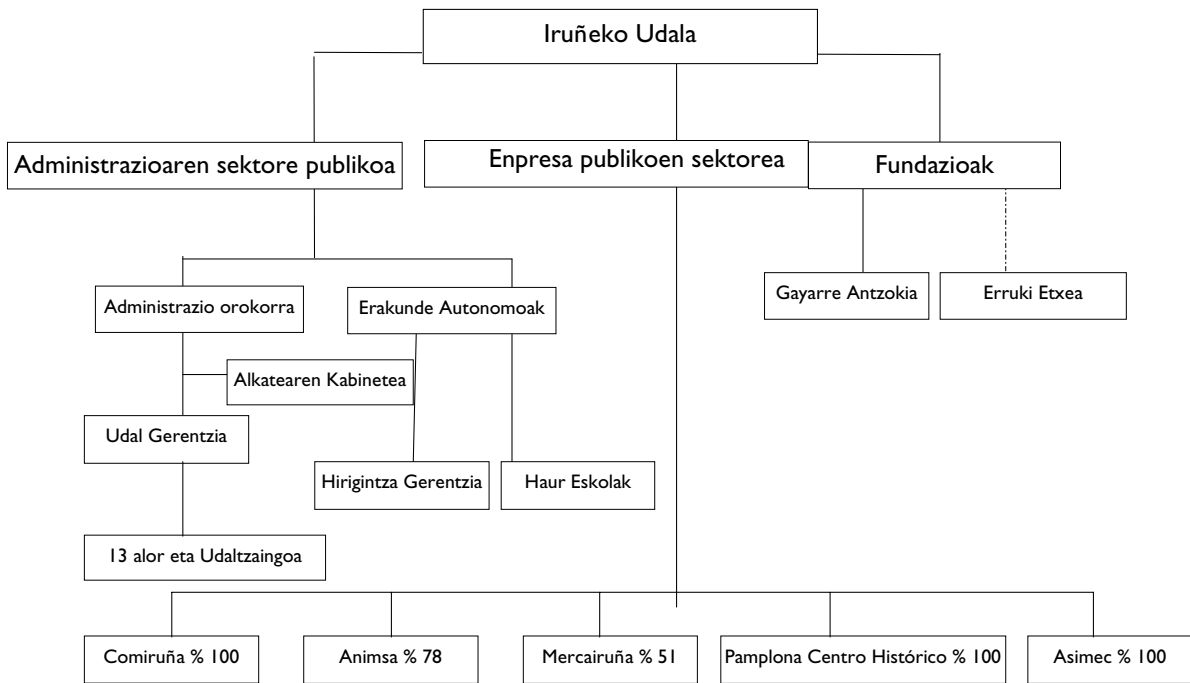 Iruñeko Udala
Administrazioaren sektore publikoa
Enpresa publikoen sektorea
Fundazioak
Administrazio orokorra
Erakunde Autonomoak
Gayarre Antzokia
Erruki Etxea
Alkatearen Kabinetea
Udal Gerentzia
Hirigintza Gerentzia
Haur Eskolak
13 alor eta Udaltzaingoa
Comiruña % 100
Animsa % 78
Mercairuña % 51
Pamplona Centro Histórico % 100
Asimec % 100